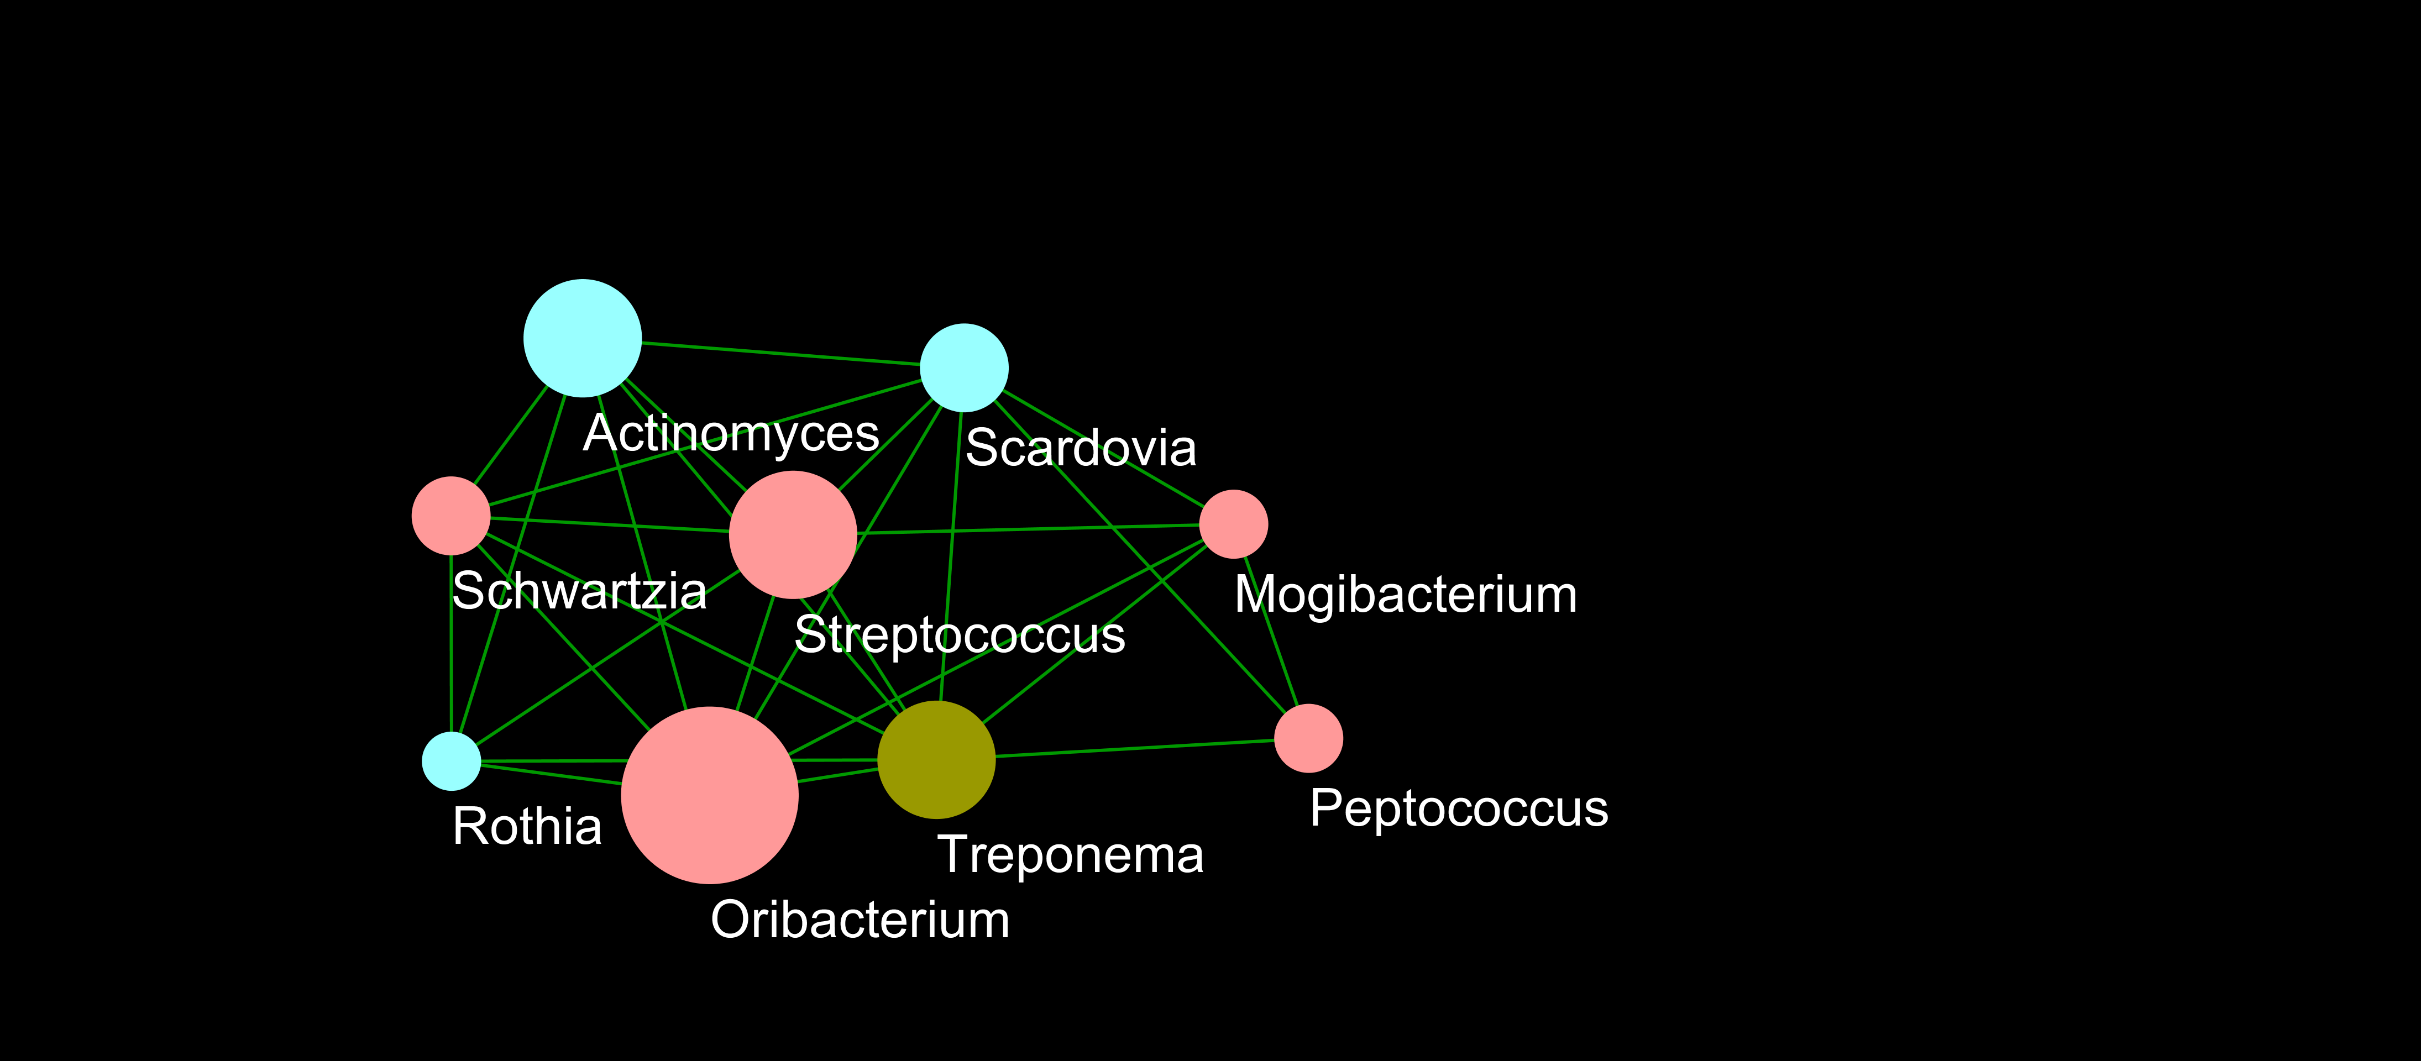 Actinomyces
Scardovia
Schwartzia
Mogibacterium
Streptococcus
Peptococcus
Rothia
Treponema
Oribacterium